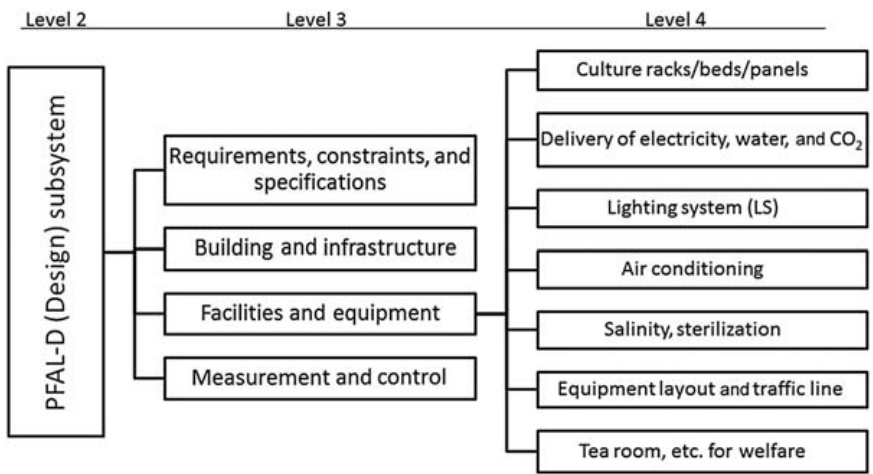 Level 2
Level 3
Level 4
PFAL-D (Design) subsystem
Requirements, constraints, and
specifications
Building and infrastructure
Facilities and equipment
Measurement and control
Culture racks/beds/panels
Delivery of electricity, water, and CO₂
Lighting system (LS)
Air conditioning
Salinity, sterilization
Equipment layout and traffic line
Tea room, etc. for welfare